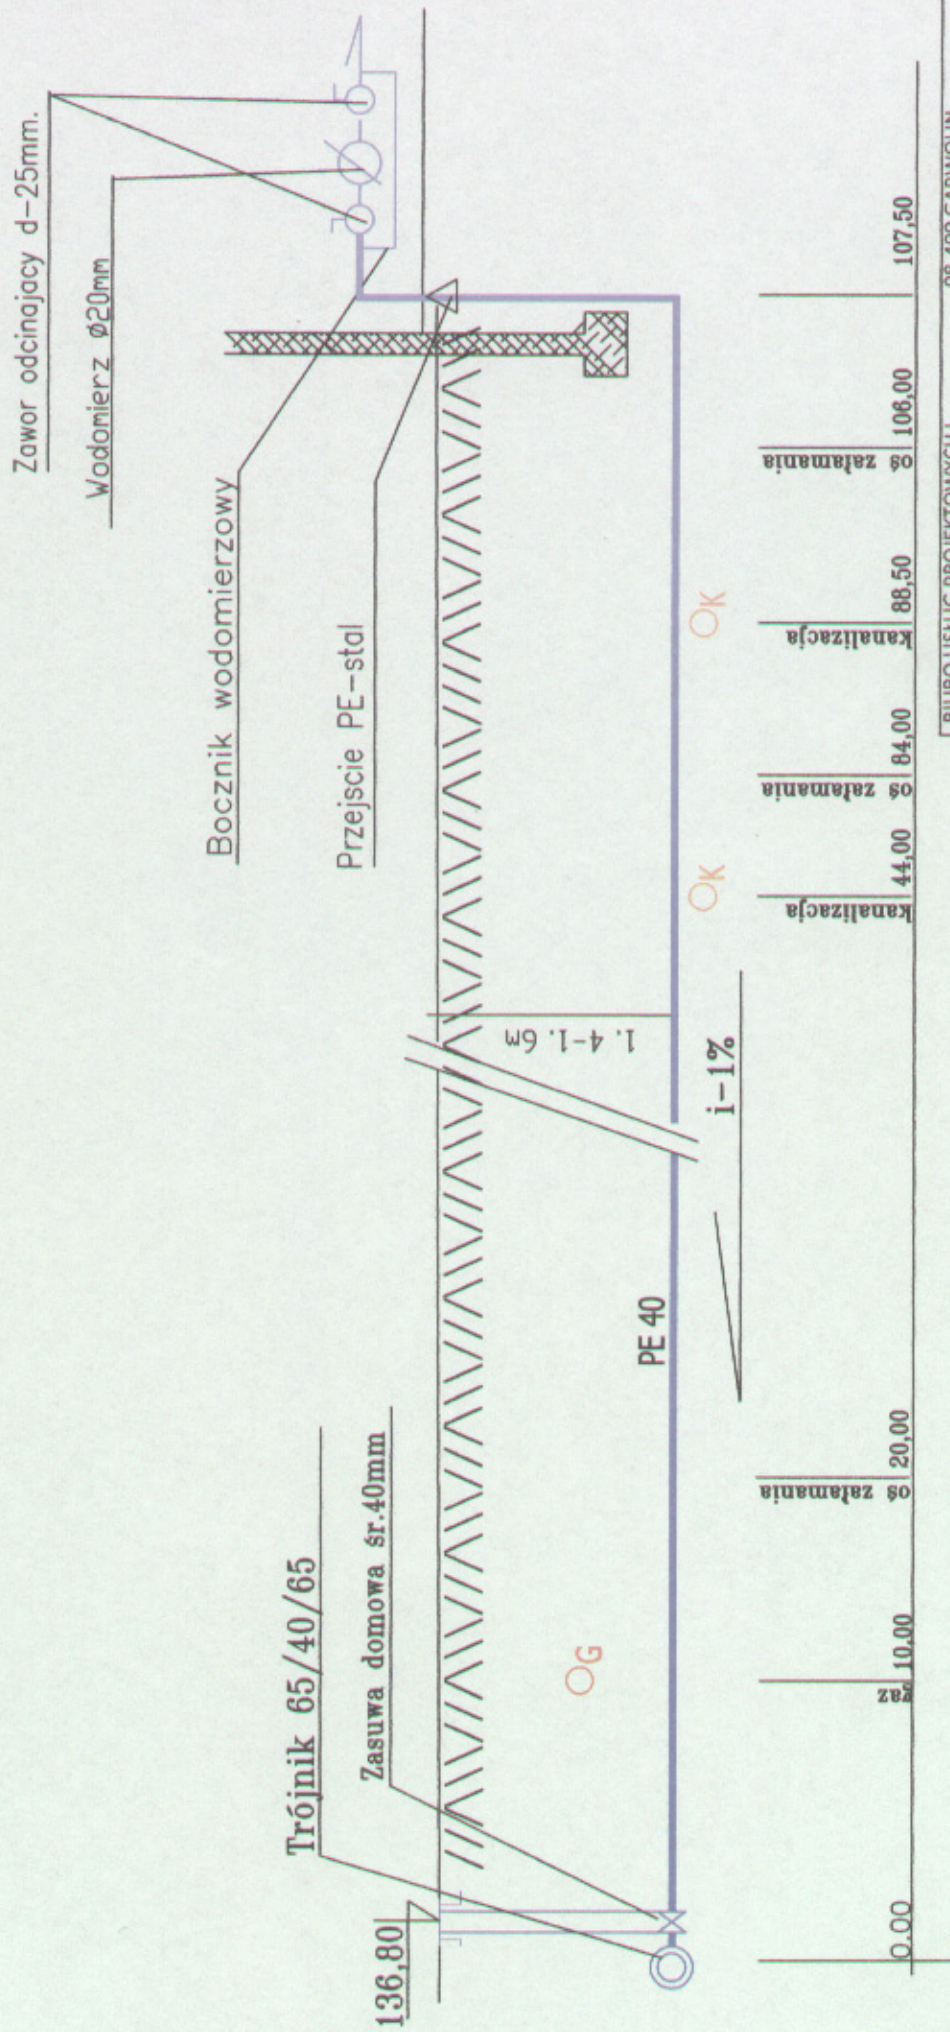 Zawor odcinajacy d-25mm.
Wodomierz ø20mm
Bocznik wodomierzowy
Przejscie PE-stal
Trójnik 65/40/65
Zasuwa domowa śr.40mm
136,80
1.4-1.6m
PE 40
i-1%
G
K
K
0.00
gaz
10,00
oś załamania
20,00
kanalizacja
44,00
oś załamania
84,00
kanalizacja
88,50
oś załamania
106,00
107,50